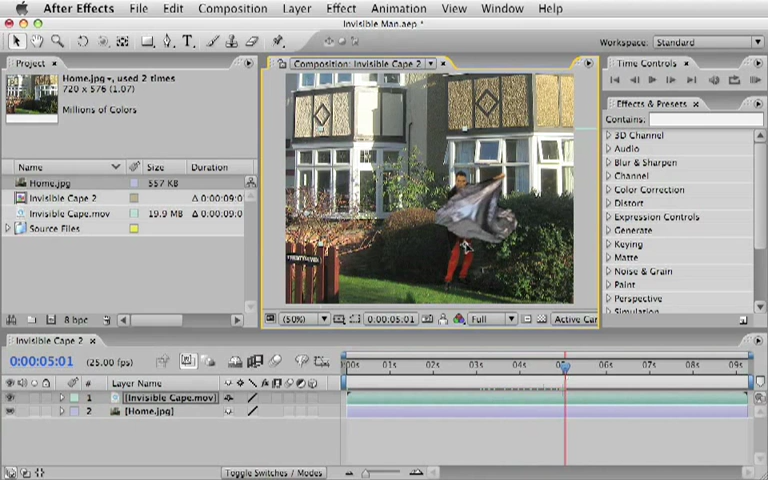 After Effects File Edit Composition Layer Effect Animation View Window Help
Invisible Man.aep *
Workspace: Standard
Project ×
Home.jpg, used 2 times
720 x 576 (1.07)
Millions of Colors
Name Size Duration
Home.jpg 557 KB
Invisible Cape 2 Δ 0:00:09:0
Invisible Cape.mov 19.9 MB Δ 0:00:09:0
Source Files
8 bpc
Composition: Invisible Cape 2
(50%) 0:00:05:01 Full Active Car
Time Controls ×
Effects & Presets ×
Contains:
3D Channel
Audio
Blur & Sharpen
Channel
Color Correction
Distort
Expression Controls
Generate
Keying
Matte
Noise & Grain
Paint
Perspective
Simulation
Invisible Cape 2 ×
0:00:05:01 (25.00 fps)
# Layer Name
1 [Invisible Cape.mov]
2 [Home.jpg]
:00s 01s 02s 03s 04s 06s 07s 08s 09s
Toggle Switches / Modes